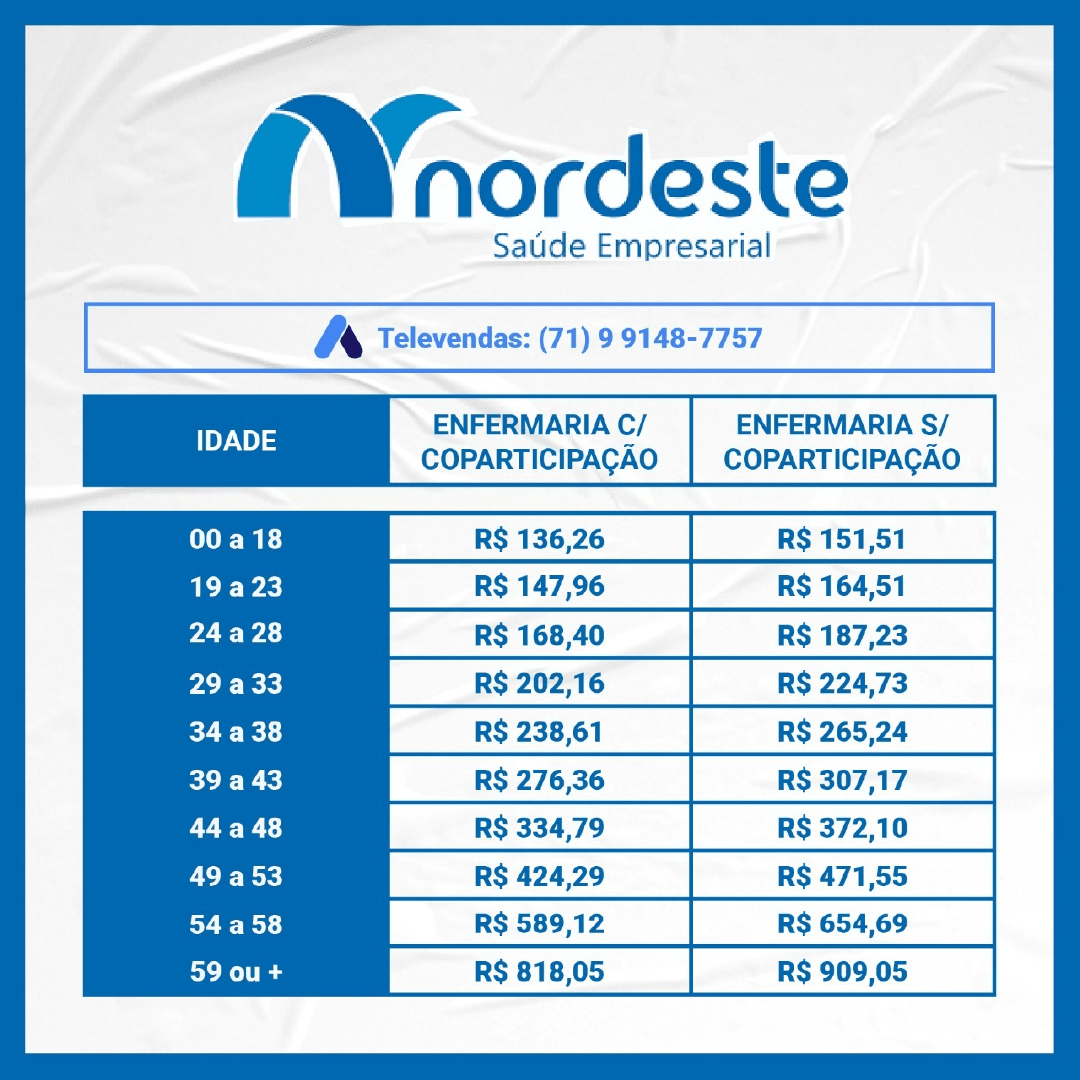 nordeste
Saúde Empresarial
Televendas: (71) 9 9148-7757
IDADE
ENFERMARIA C/
COPARTICIPAÇÃO
ENFERMARIA S/
COPARTICIPAÇÃO
00 a 18 R$ 136,26 R$ 151,51
19 a 23 R$ 147,96 R$ 164,51
24 a 28 R$ 168,40 R$ 187,23
29 a 33 R$ 202,16 R$ 224,73
34 a 38 R$ 238,61 R$ 265,24
39 a 43 R$ 276,36 R$ 307,17
44 a 48 R$ 334,79 R$ 372,10
49 a 53 R$ 424,29 R$ 471,55
54 a 58 R$ 589,12 R$ 654,69
59 ou + R$ 818,05 R$ 909,05